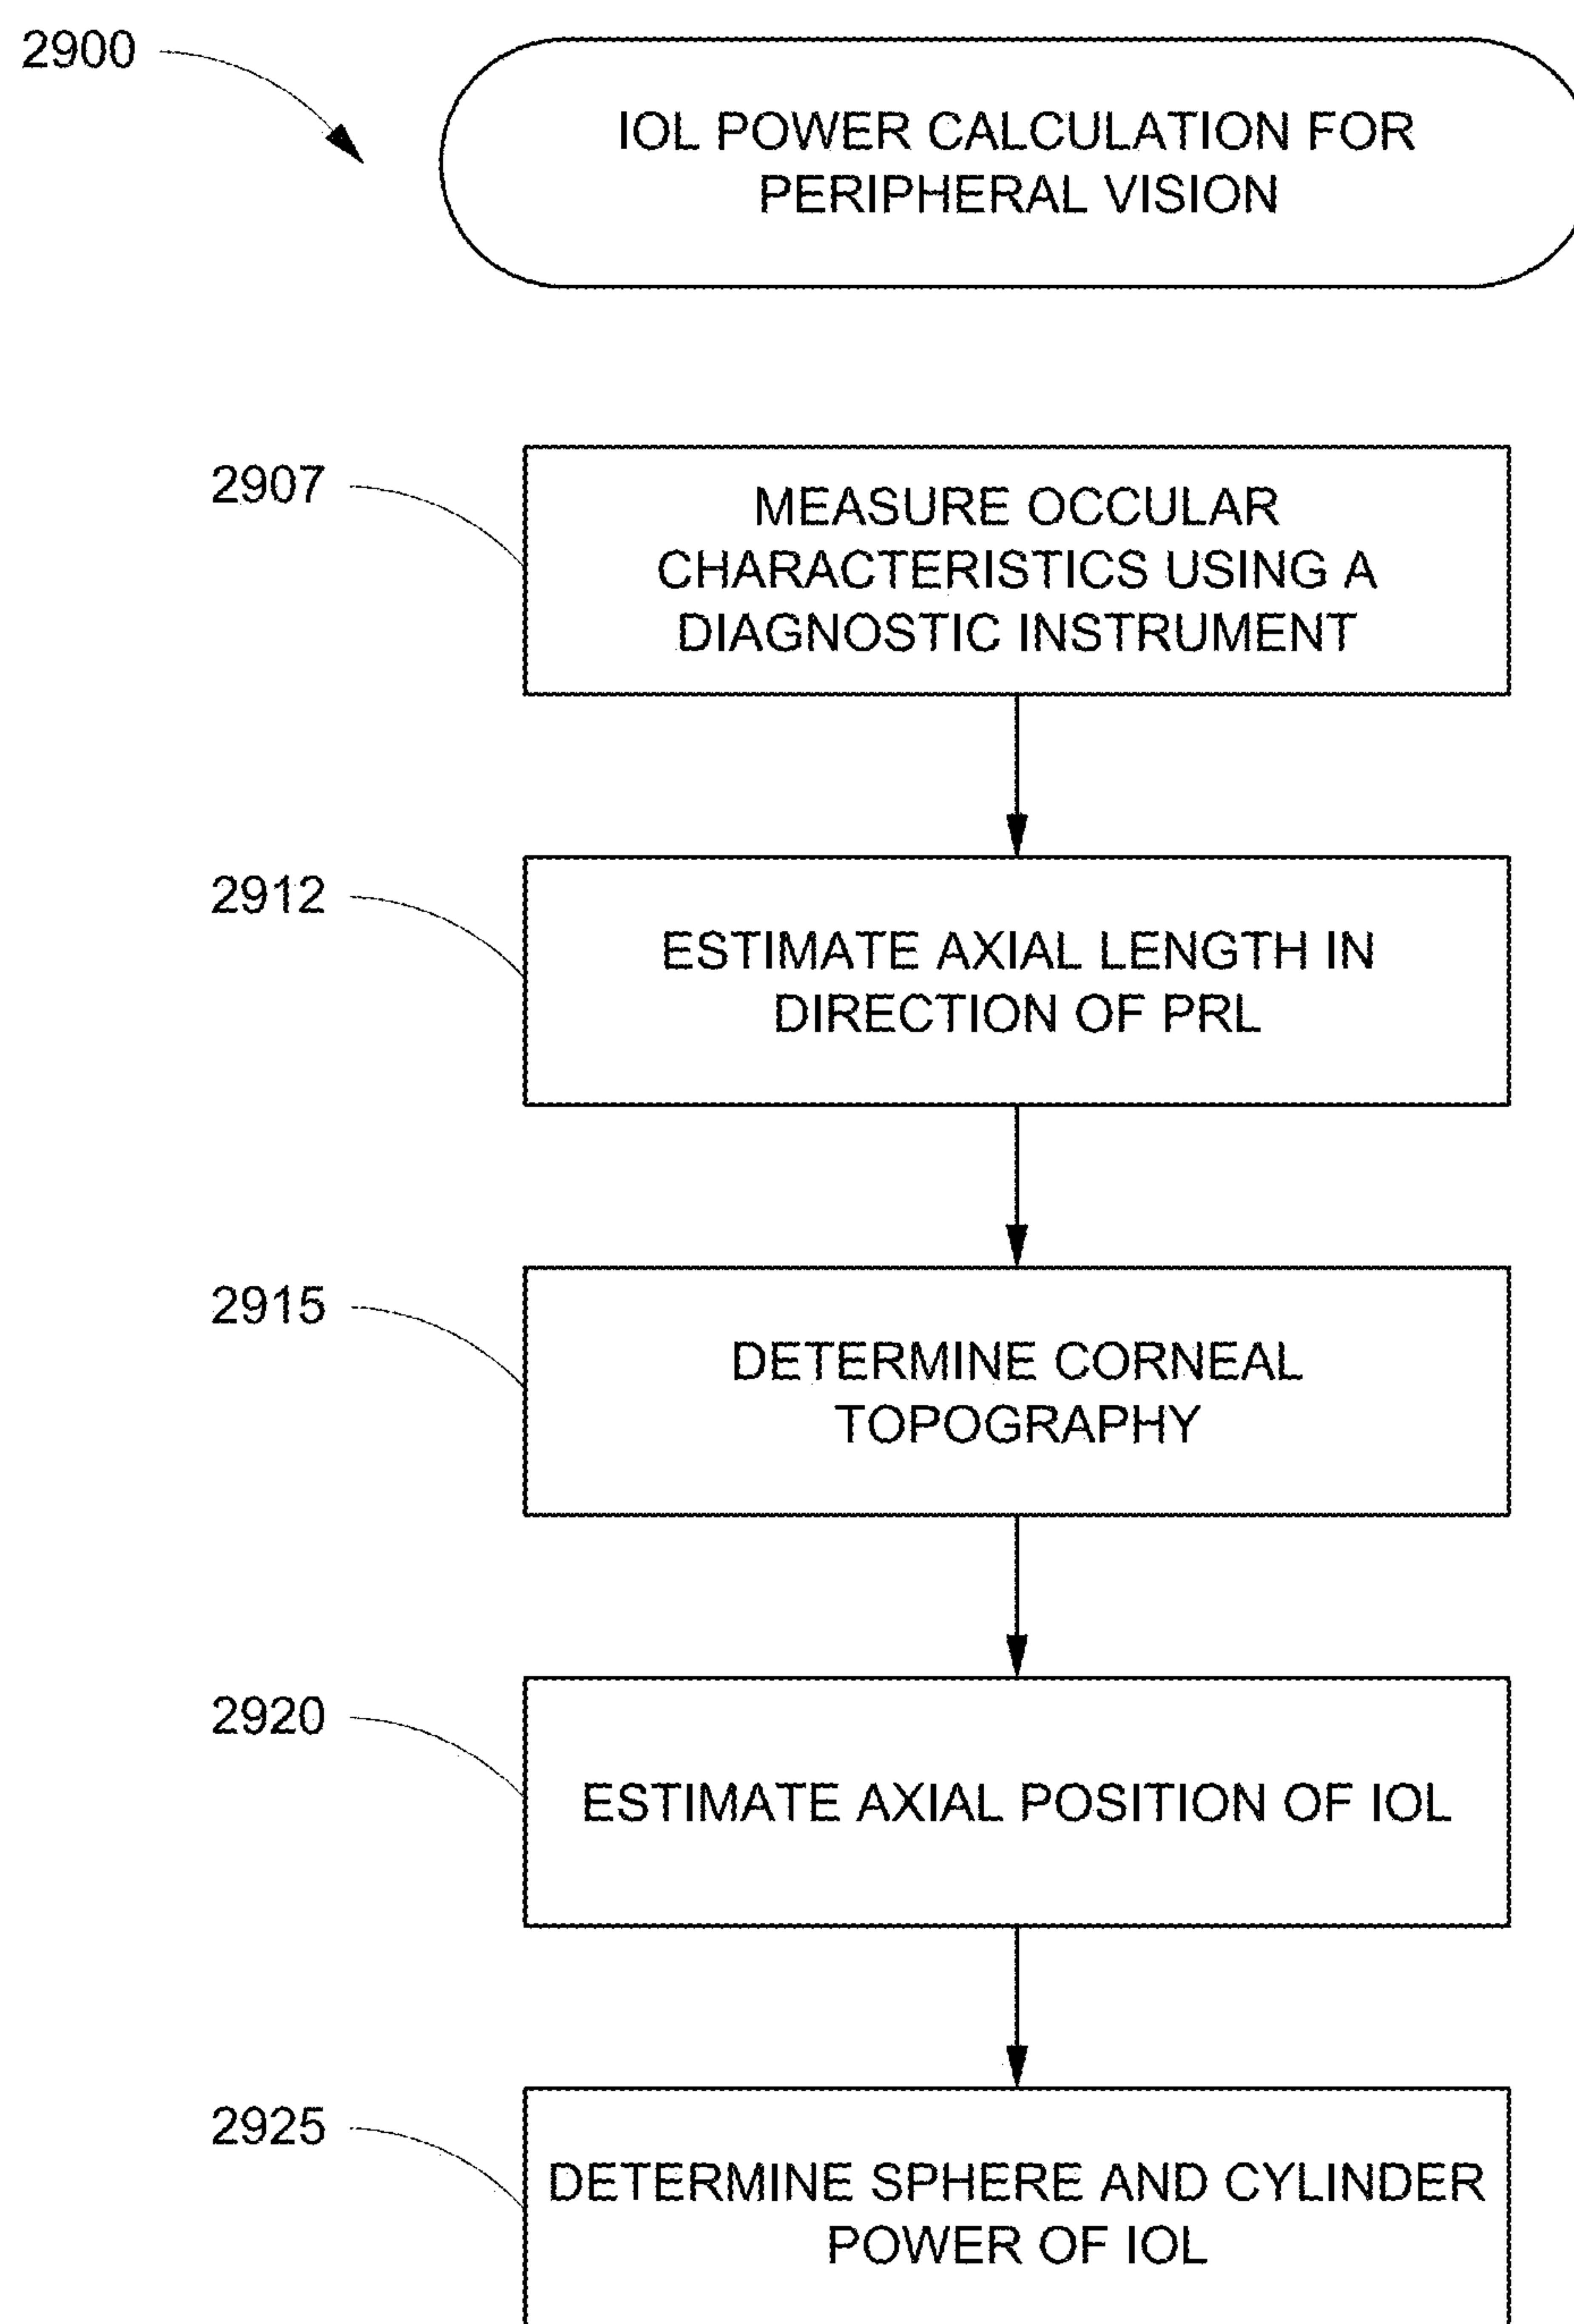 2900
IOL POWER CALCULATION FOR
PERIPHERAL VISION
2907
MEASURE OCCULAR
CHARACTERISTICS USING A
DIAGNOSTIC INSTRUMENT
2912
ESTIMATE AXIAL LENGTH IN
DIRECTION OF PRL
2915
DETERMINE CORNEAL
TOPOGRAPHY
2920
ESTIMATE AXIAL POSITION OF IOL
2925
DETERMINE SPHERE AND CYLINDER
POWER OF IOL